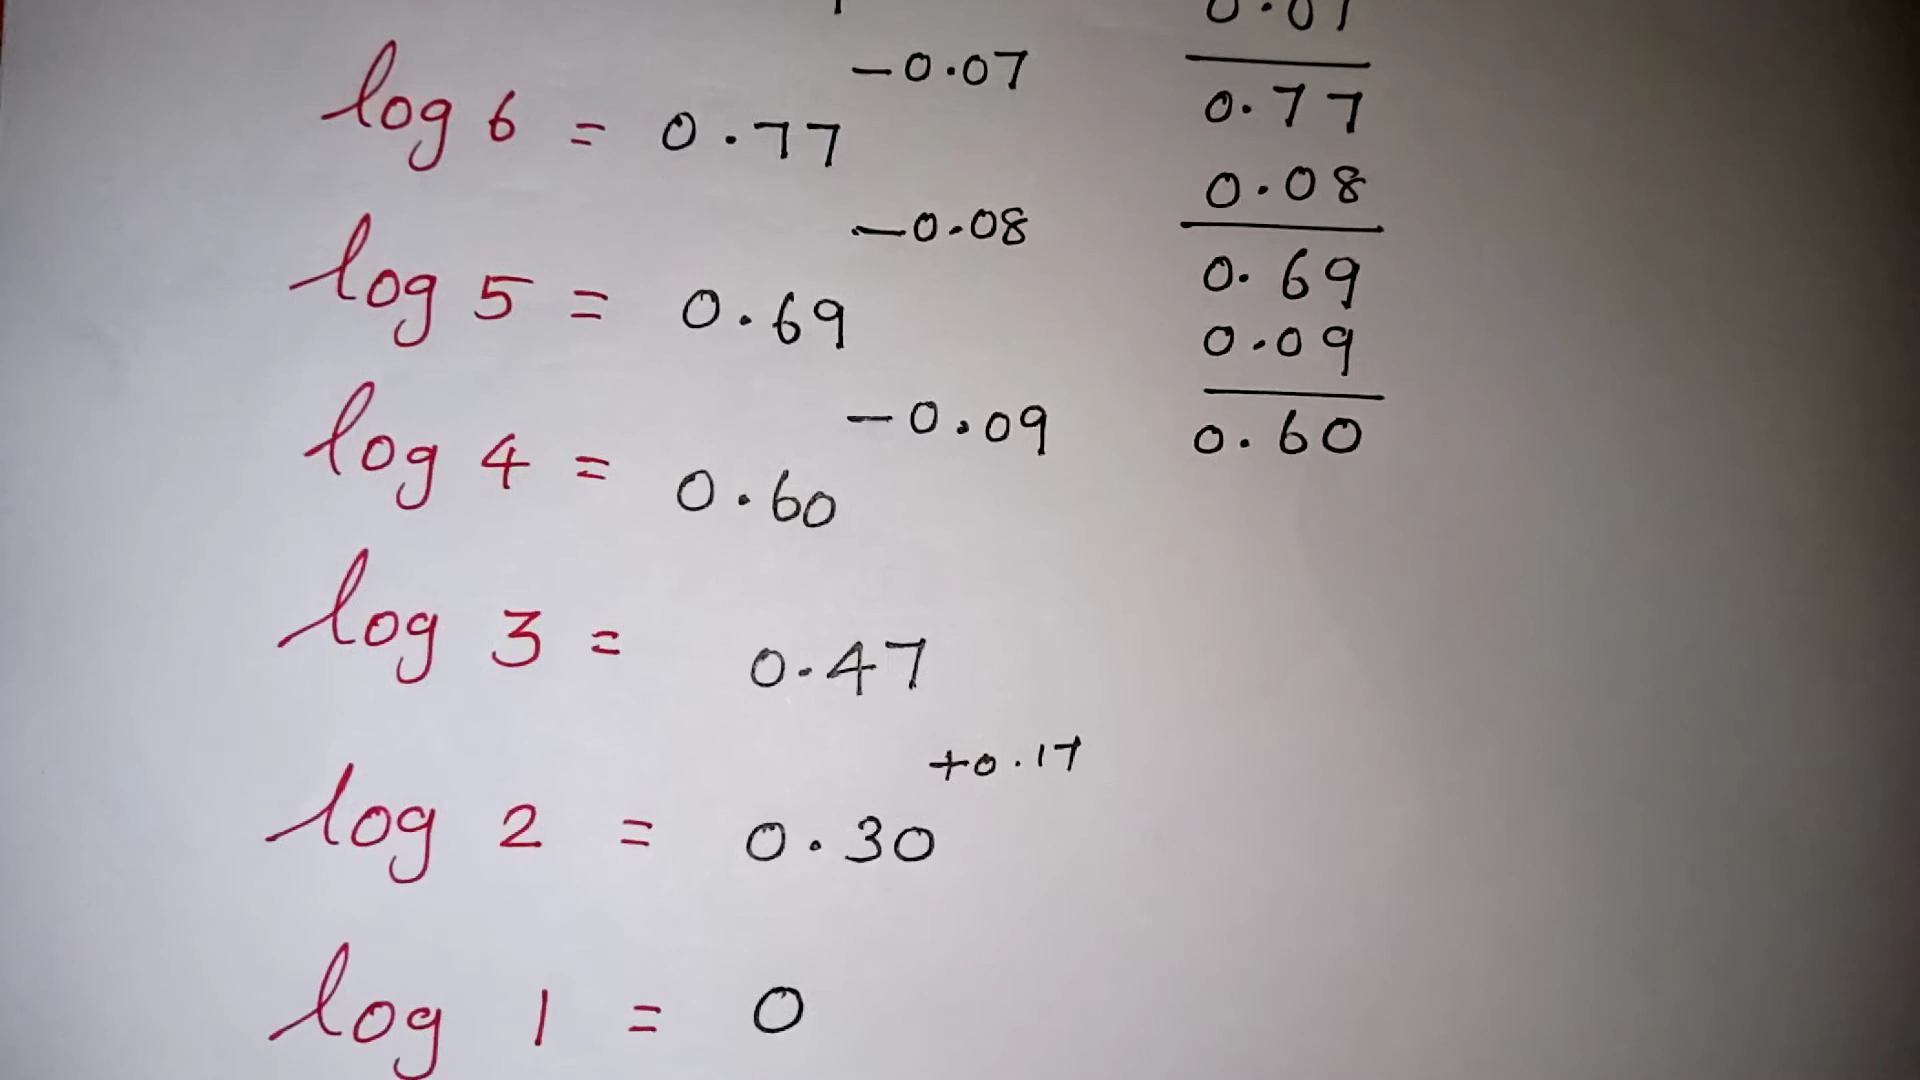 0.07
-0.07
log 6 = 0.77
-0.08
log 5 = 0.69
-0.09
log 4 = 0.60
log 3 = 0.47
+0.17
log 2 = 0.30
log 1 = 0
0.77
0.08
0.69
0.09
0.60